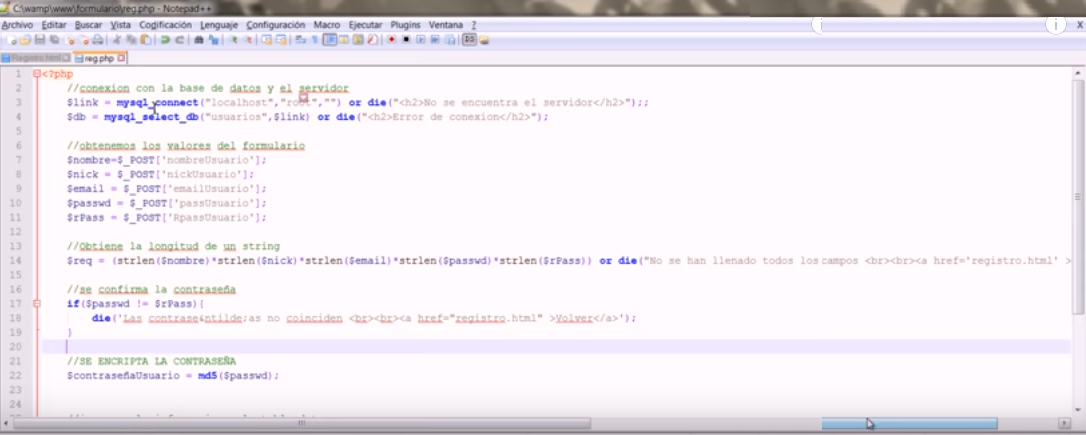 C:\wamp\www\formulario\reg.php - Notepad++
Archivo Editar Buscar Vista Codificación Lenguaje Configuración Macro Ejecutar Plugins Ventana ? X
Registro.html reg.php
1 <?php
2 //conexion con la base de datos y el servidor
3 $link = mysql_connect("localhost","root","") or die("<h2>No se encuentra el servidor</h2>");;
4 $db = mysql_select_db("usuarios",$link) or die("<h2>Error de conexion</h2>");
5
6 //obtenemos los valores del formulario
7 $nombre=$_POST['nombreUsuario'];
8 $nick = $_POST['nickUsuario'];
9 $email = $_POST['emailUsuario'];
10 $passwd = $_POST['passUsuario'];
11 $rPass = $_POST['RpassUsuario'];
12
13 //Obtiene la longitud de un string
14 $req = (strlen($nombre)*strlen($nick)*strlen($email)*strlen($passwd)*strlen($rPass)) or die("No se han llenado todos los campos <br><br><a href='registro.html' >
15
16 //se confirma la contraseña
17 if($passwd != $rPass){
18 die('Las contrase&ntilde;as no coinciden <br><br><a href="registro.html" >Volver</a>');
19 }
20
21 //SE ENCRIPTA LA CONTRASEÑA
22 $contraseñaUsuario = md5($passwd);
23
24